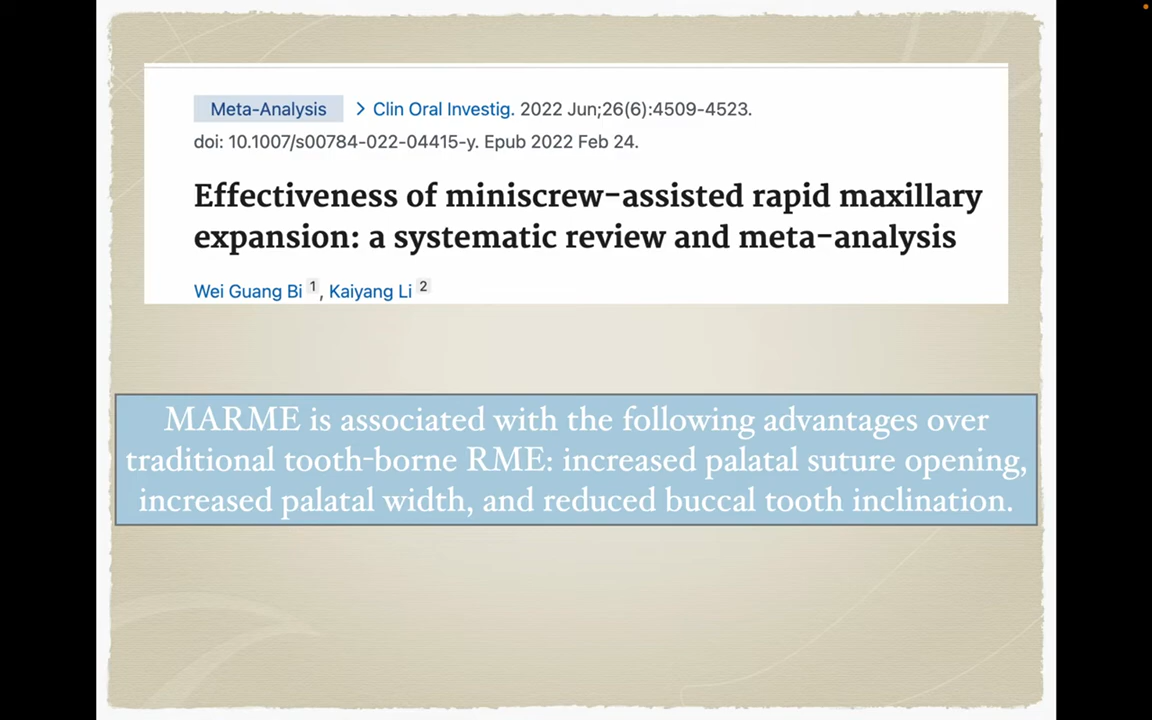 Meta-Analysis > Clin Oral Investig. 2022 Jun;26(6):4509-4523.
doi: 10.1007/s00784-022-04415-y. Epub 2022 Feb 24.
Effectiveness of miniscrew-assisted rapid maxillary
expansion: a systematic review and meta-analysis
Wei Guang Bi 1, Kaiyang Li 2
MARME is associated with the following advantages over
traditional tooth-borne RME: increased palatal suture opening,
increased palatal width, and reduced buccal tooth inclination.